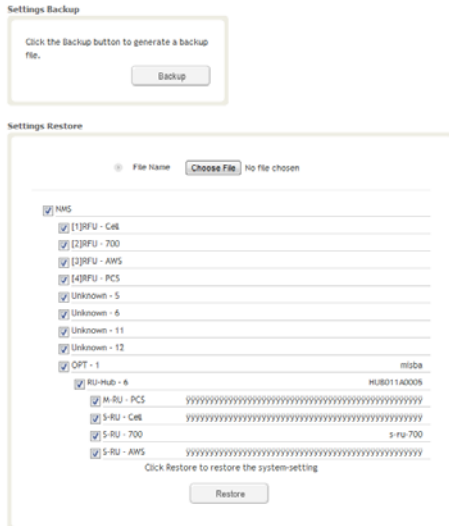 Settings Backup
Click the Backup button to generate a backup
file.
Backup
Settings Restore
File Name Choose File No file chosen
NMS
[1]RFU - Cell
[2]RFU - 700
[3]RFU - AWS
[4]RFU - PCS
Unknown - 5
Unknown - 6
Unknown - 11
Unknown - 12
OPT - 1 misba
RU-Hub - 6 HUB011A0005
M-RU - PCS
S-RU - Cell
S-RU - 700 s-ru-700
S-RU - AWS
Click Restore to restore the system-setting
Restore